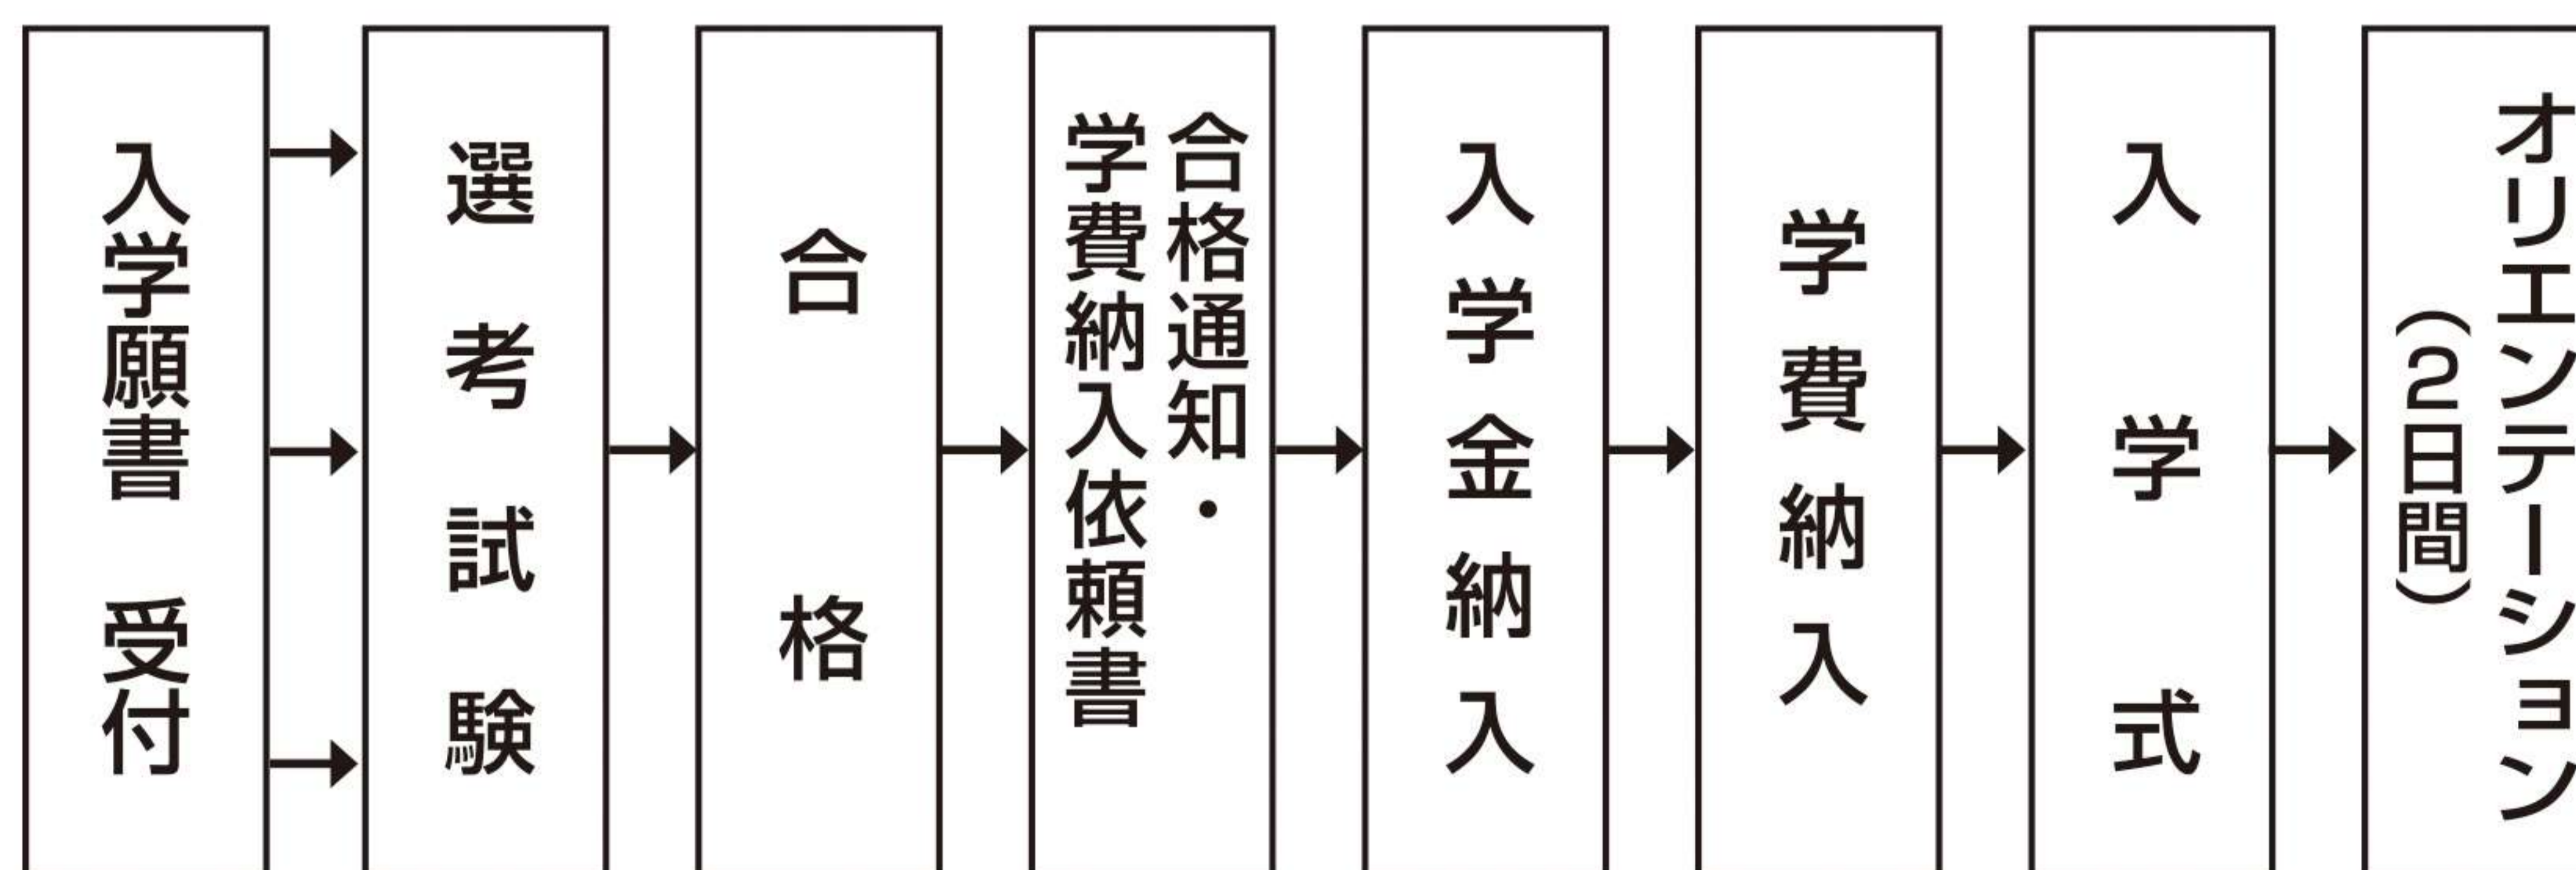 入学願書　受付
選考試験
合格
合格通知・
学費納入依頼書
入学金納入
学費納入
入学式
オリエンテーション
（2日間）